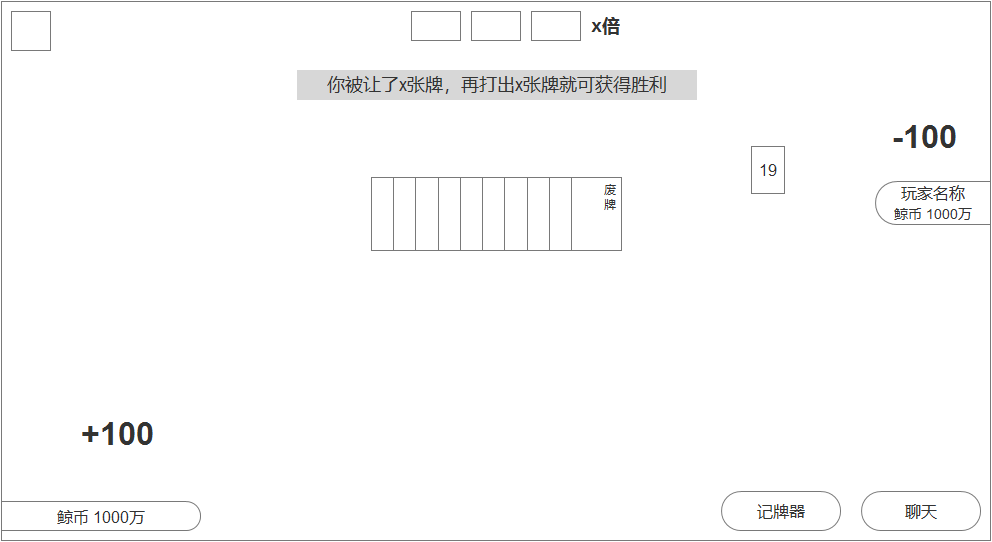 x倍
你被让了x张牌，再打出x张牌就可获得胜利
-100
19
废
牌
玩家名称
鲸币 1000万
+100
鲸币 1000万
记牌器
聊天